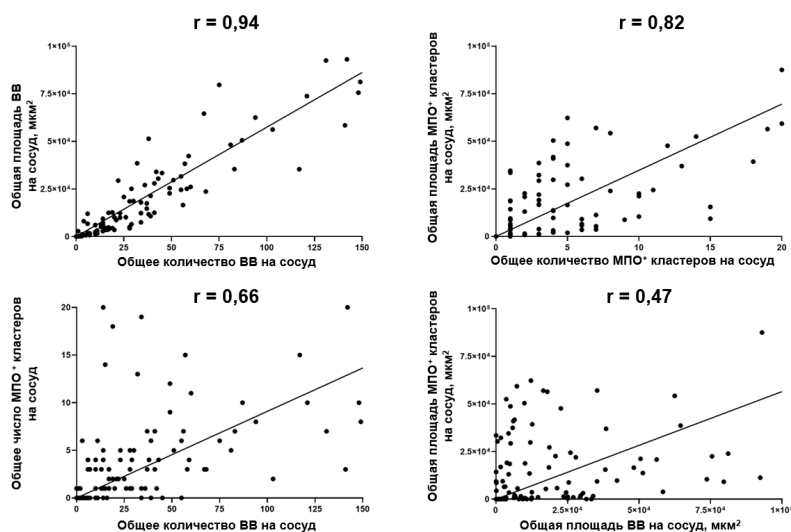 r = 0,94
1×10⁵
7.5×10⁴
5×10⁴
2.5×10⁴
0
0
25
50
75
100
125
150
Общая площадь ВВ
на сосуд, мкм²
Общее количество ВВ на сосуд
r = 0,82
1×10⁵
7.5×10⁴
5×10⁴
2.5×10⁴
0
0
5
10
15
20
Общая площадь МПО⁺ кластеров
на сосуд, мкм²
Общее количество МПО⁺ кластеров на сосуд
r = 0,66
20
15
10
5
0
0
25
50
75
100
125
150
Общее число МПО⁺ кластеров
на сосуд
Общее количество ВВ на сосуд
r = 0,47
1×10⁵
7.5×10⁴
5×10⁴
2.5×10⁴
0
0
2.5×10⁴
5×10⁴
7.5×10⁴
1×10⁵
Общая площадь МПО⁺ кластеров
на сосуд, мкм²
Общая площадь ВВ на сосуд, мкм²